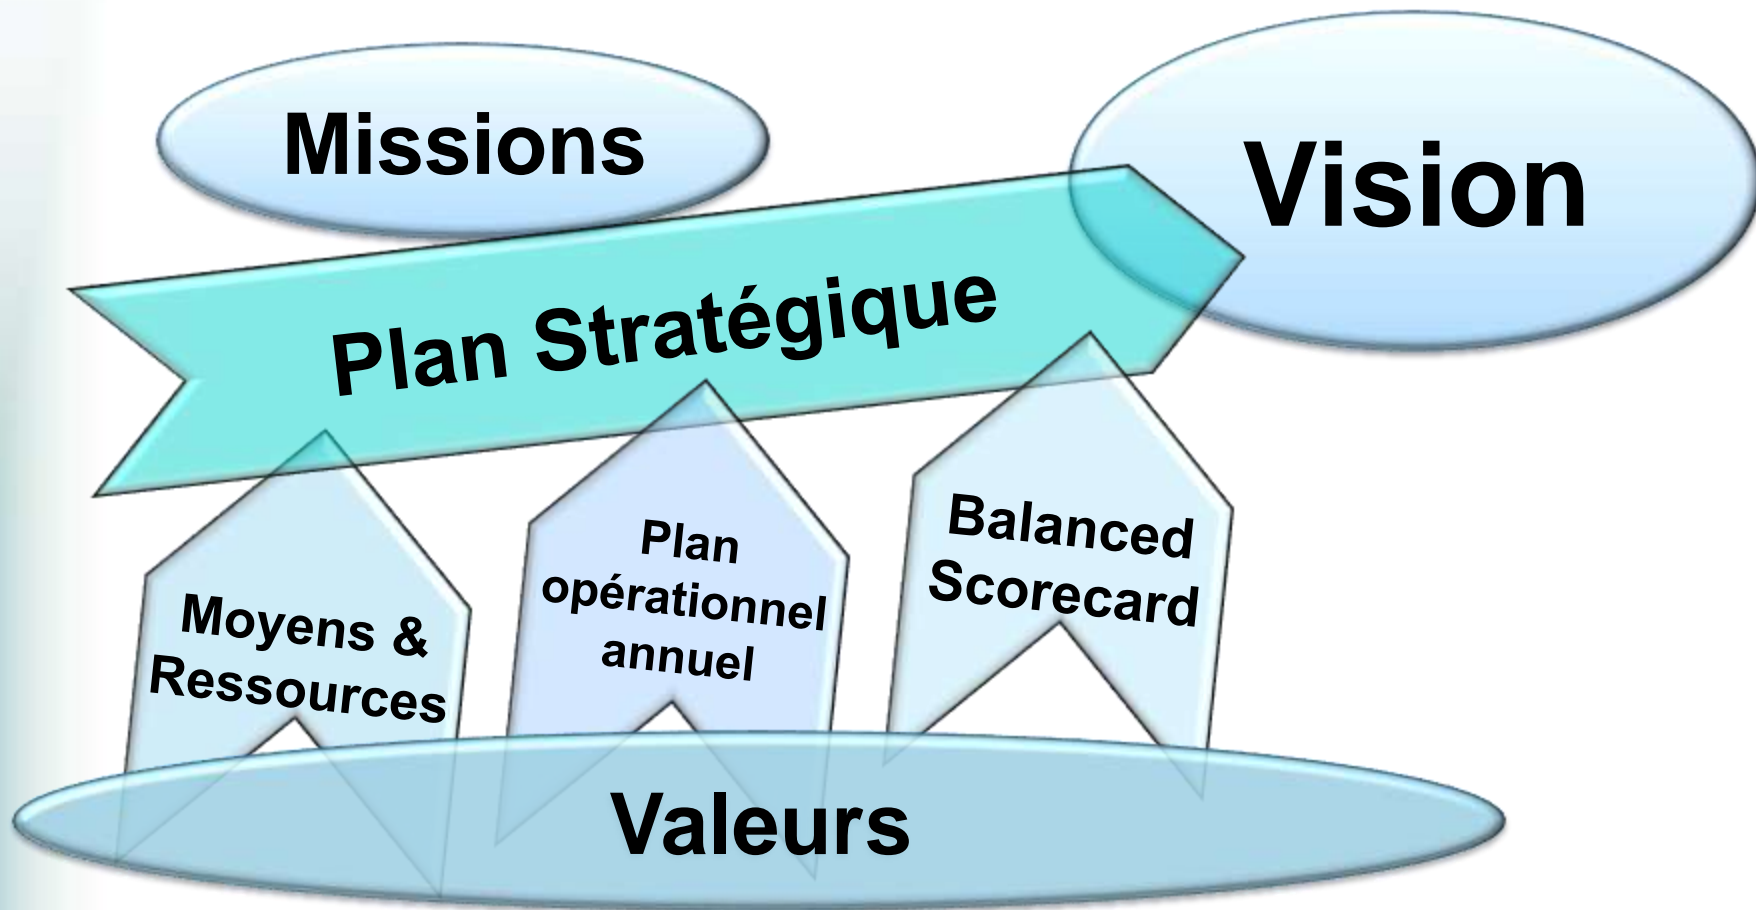 Missions
Vision
Plan Stratégique
Moyens &
Ressources
Plan
opérationnel
annuel
Balanced
Scorecard
Valeurs